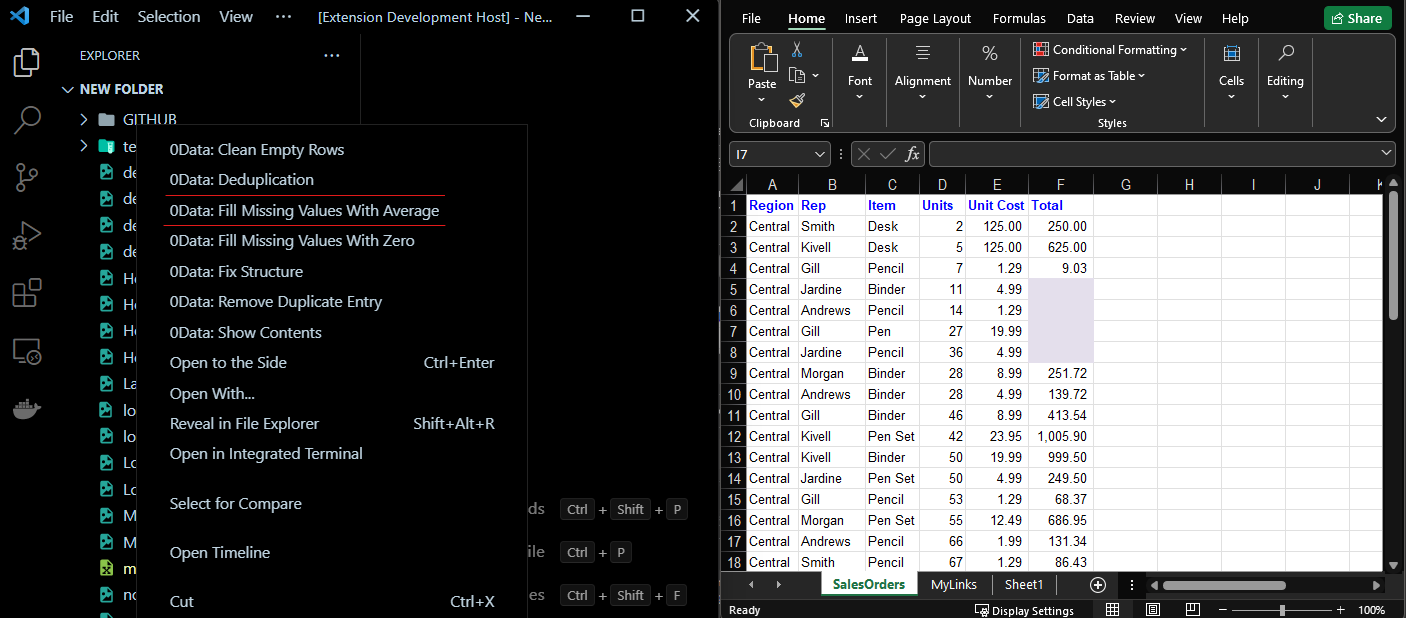 File Edit Selection View ··· [Extension Development Host] - Ne...
EXPLORER ···
NEW FOLDER
GITHUB
te
de
de
de
de
He
He
He
He
La
lo
lo
Lo
Lo
M
M
m
no
0Data: Clean Empty Rows
0Data: Deduplication
0Data: Fill Missing Values With Average
0Data: Fill Missing Values With Zero
0Data: Fix Structure
0Data: Remove Duplicate Entry
0Data: Show Contents
Open to the Side Ctrl+Enter
Open With...
Reveal in File Explorer Shift+Alt+R
Open in Integrated Terminal
Select for Compare
Open Timeline
Cut Ctrl+X
ds Ctrl + Shift + P
ile Ctrl + P
es Ctrl + Shift + F
File Home Insert Page Layout Formulas Data Review View Help Share
Paste
Clipboard
Font
Alignment
%
Number
Conditional Formatting
Format as Table
Cell Styles
Styles
Cells
Editing
I7 fx
A B C D E F G H I J K
1 Region Rep Item Units Unit Cost Total
2 Central Smith Desk 2 125.00 250.00
3 Central Kivell Desk 5 125.00 625.00
4 Central Gill Pencil 7 1.29 9.03
5 Central Jardine Binder 11 4.99
6 Central Andrews Pencil 14 1.29
7 Central Gill Pen 27 19.99
8 Central Jardine Pencil 36 4.99
9 Central Morgan Binder 28 8.99 251.72
10 Central Andrews Binder 28 4.99 139.72
11 Central Gill Binder 46 8.99 413.54
12 Central Kivell Pen Set 42 23.95 1,005.90
13 Central Kivell Binder 50 19.99 999.50
14 Central Jardine Pen Set 50 4.99 249.50
15 Central Gill Pencil 53 1.29 68.37
16 Central Morgan Pen Set 55 12.49 686.95
17 Central Andrews Pencil 66 1.99 131.34
18 Central Smith Pencil 67 1.29 86.43
SalesOrders MyLinks Sheet1
Ready Display Settings 100%